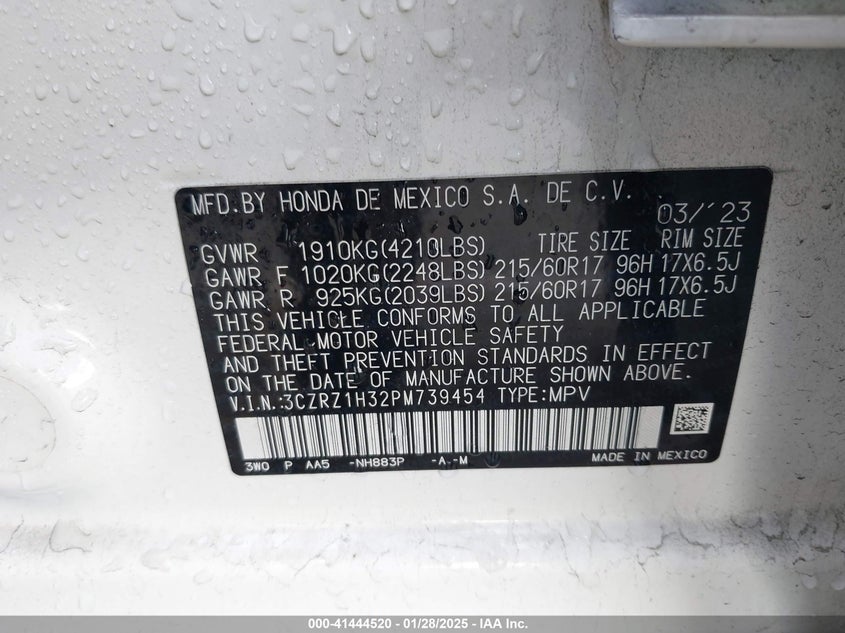 MFD.BY HONDA DE MEXICO S.A. DE C.V.
03/'23
GVWR 1910KG(4210LBS) TIRE SIZE RIM SIZE
GAWR F 1020KG(2248LBS) 215/60R17 96H 17X6.5J
GAWR R 925KG(2039LBS) 215/60R17 96H 17X6.5J
THIS VEHICLE CONFORMS TO ALL APPLICABLE
FEDERAL MOTOR VEHICLE SAFETY
AND THEFT PREVENTION STANDARDS IN EFFECT
ON THE DATE OF MANUFACTURE SHOWN ABOVE.
V.I.N.:3CZRZ1H32PM739454 TYPE:MPV
3W0 P AA5 -NH883P -A -M MADE IN MEXICO
000-41444520 - 01/28/2025 - IAA Inc.